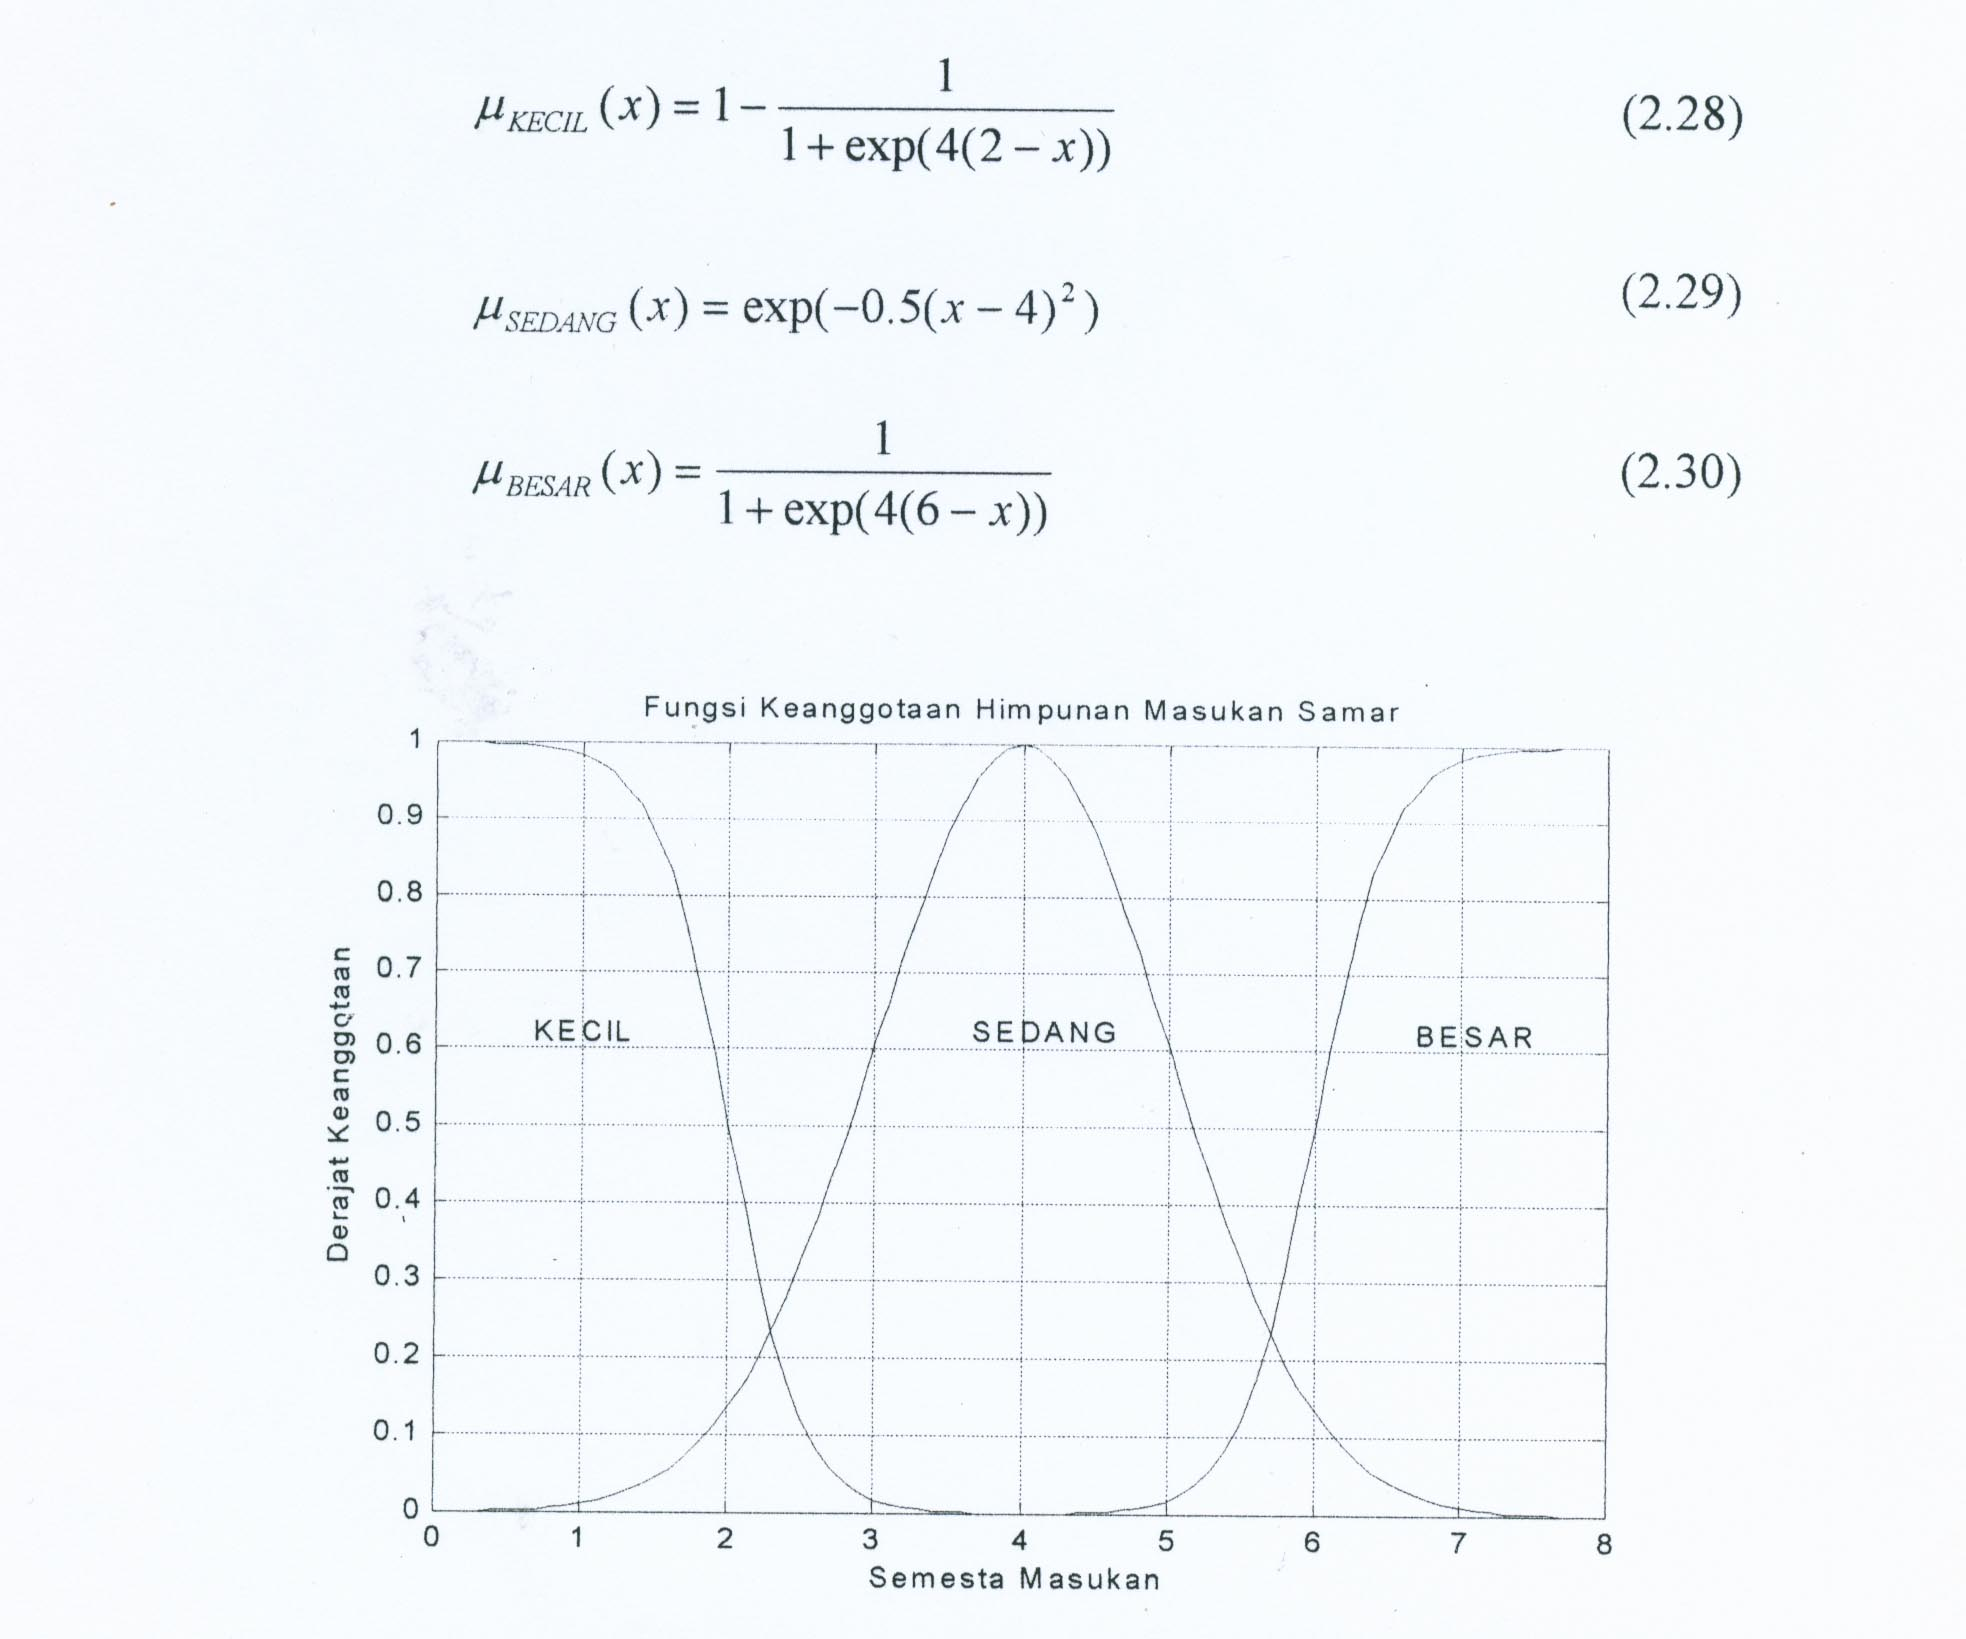 μ_KECIL (x) = 1 − 1 / (1 + exp(4(2 − x))) (2.28)
μ_SEDANG (x) = exp(−0.5(x − 4)²) (2.29)
μ_BESAR (x) = 1 / (1 + exp(4(6 − x))) (2.30)
Fungsi Keanggotaan Himpunan Masukan Samar
1
0.9
0.8
0.7
0.6
0.5
0.4
0.3
0.2
0.1
0
Derajat Keanggotaan
KECIL SEDANG BESAR
0 1 2 3 4 5 6 7 8
Semesta Masukan